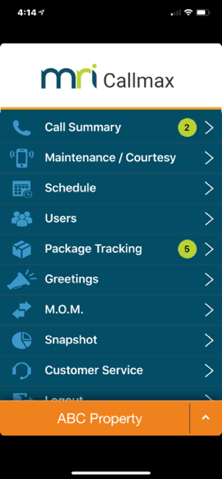 4:14
mri Callmax
Call Summary 2
Maintenance / Courtesy
Schedule
Users
Package Tracking 5
Greetings
M.O.M.
Snapshot
Customer Service
Logout
ABC Property